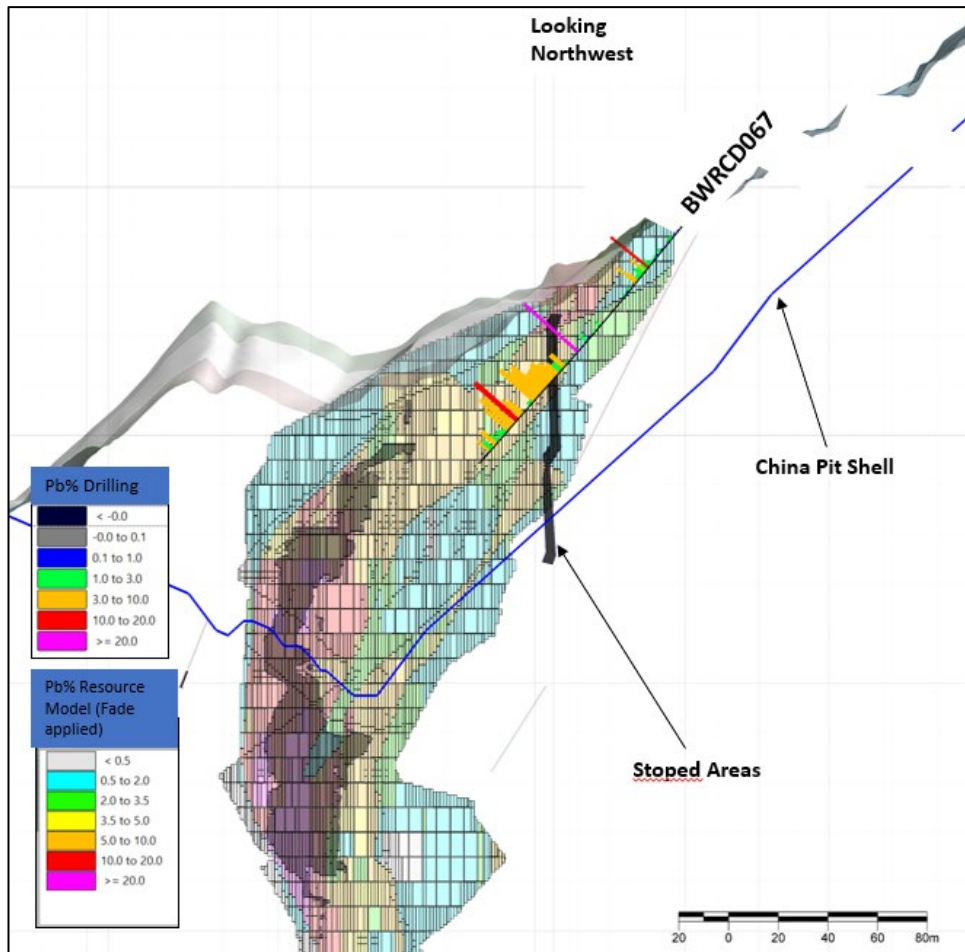 Looking
Northwest
BWRCD067
China Pit Shell
Pb% Drilling
< -0.0
-0.0 to 0.1
0.1 to 1.0
1.0 to 3.0
3.0 to 10.0
10.0 to 20.0
>= 20.0
Pb% Resource
Model (Fade
applied)
< 0.5
0.5 to 2.0
2.0 to 3.5
3.5 to 5.0
5.0 to 10.0
10.0 to 20.0
>= 20.0
Stoped Areas
20 0 20 40 60 80m